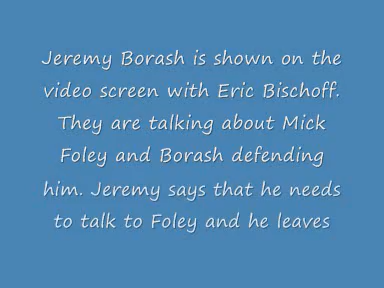 Jeremy Borash is shown on the
video screen with Eric Bischoff.
They are talking about Mick
Foley and Borash defending
him. Jeremy says that he needs
to talk to Foley and he leaves